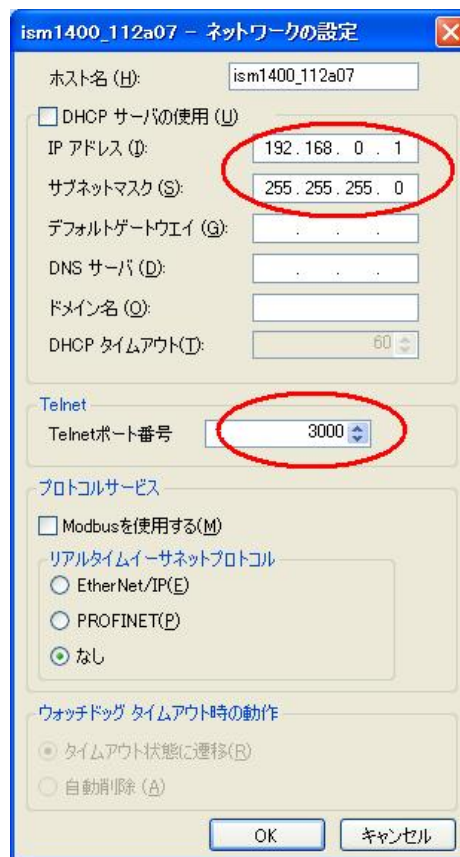 ism1400_112a07 – ネットワークの設定
ホスト名 (H): ism1400_112a07
DHCP サーバの使用 (U)
IP アドレス (I): 192 . 168 . 0 . 1
サブネットマスク (S): 255 . 255 . 255 . 0
デフォルトゲートウエイ (G): . . .
DNS サーバ (D): . . .
ドメイン名 (O):
DHCP タイムアウト(T): 60
Telnet
Telnetポート番号 3000
プロトコルサービス
Modbusを使用する(M)
リアルタイムイーサネットプロトコル
EtherNet/IP(E)
PROFINET(P)
なし
ウォッチドッグ タイムアウト時の動作
タイムアウト状態に遷移(R)
自動削除 (A)
OK キャンセル